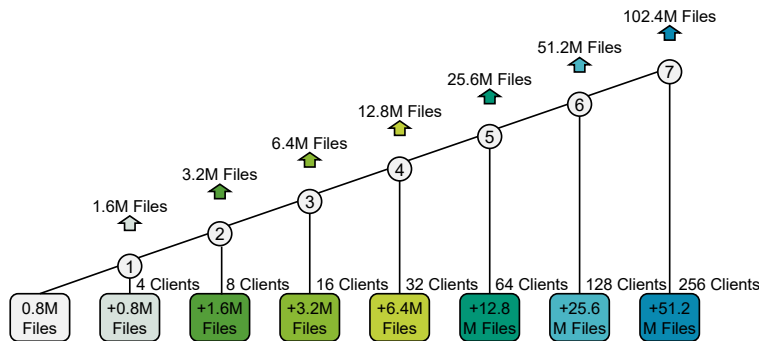 102.4M Files
51.2M Files
25.6M Files
12.8M Files
6.4M Files
3.2M Files
1.6M Files
7
6
5
4
3
2
1
4 Clients
8 Clients
16 Clients
32 Clients
64 Clients
128 Clients
256 Clients
0.8M
Files
+0.8M
Files
+1.6M
Files
+3.2M
Files
+6.4M
Files
+12.8
M Files
+25.6
M Files
+51.2
M Files